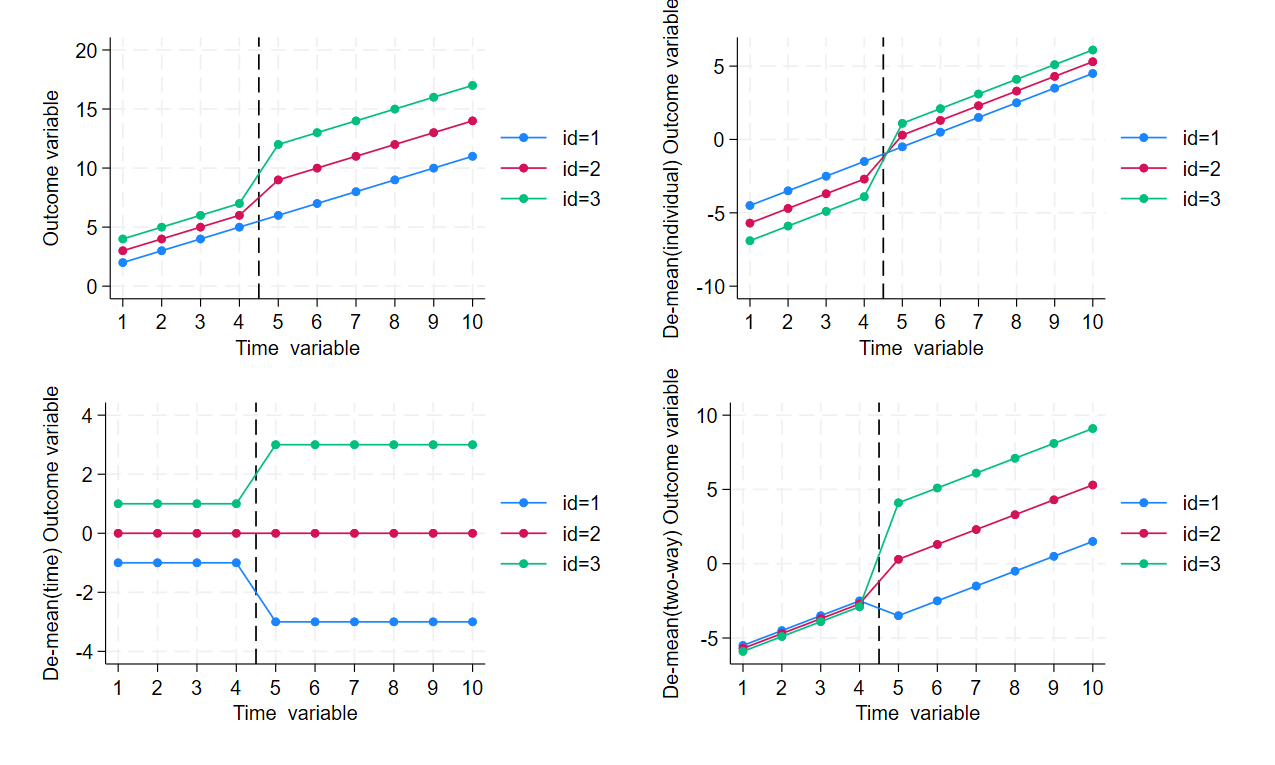 Outcome variable
20
15
10
5
0
1 2 3 4 5 6 7 8 9 10
Time variable
id=1
id=2
id=3
De-mean(individual) Outcome variable
5
0
-5
-10
1 2 3 4 5 6 7 8 9 10
Time variable
id=1
id=2
id=3
De-mean(time) Outcome variable
4
2
0
-2
-4
1 2 3 4 5 6 7 8 9 10
Time variable
id=1
id=2
id=3
De-mean(two-way) Outcome variable
10
5
0
-5
1 2 3 4 5 6 7 8 9 10
Time variable
id=1
id=2
id=3